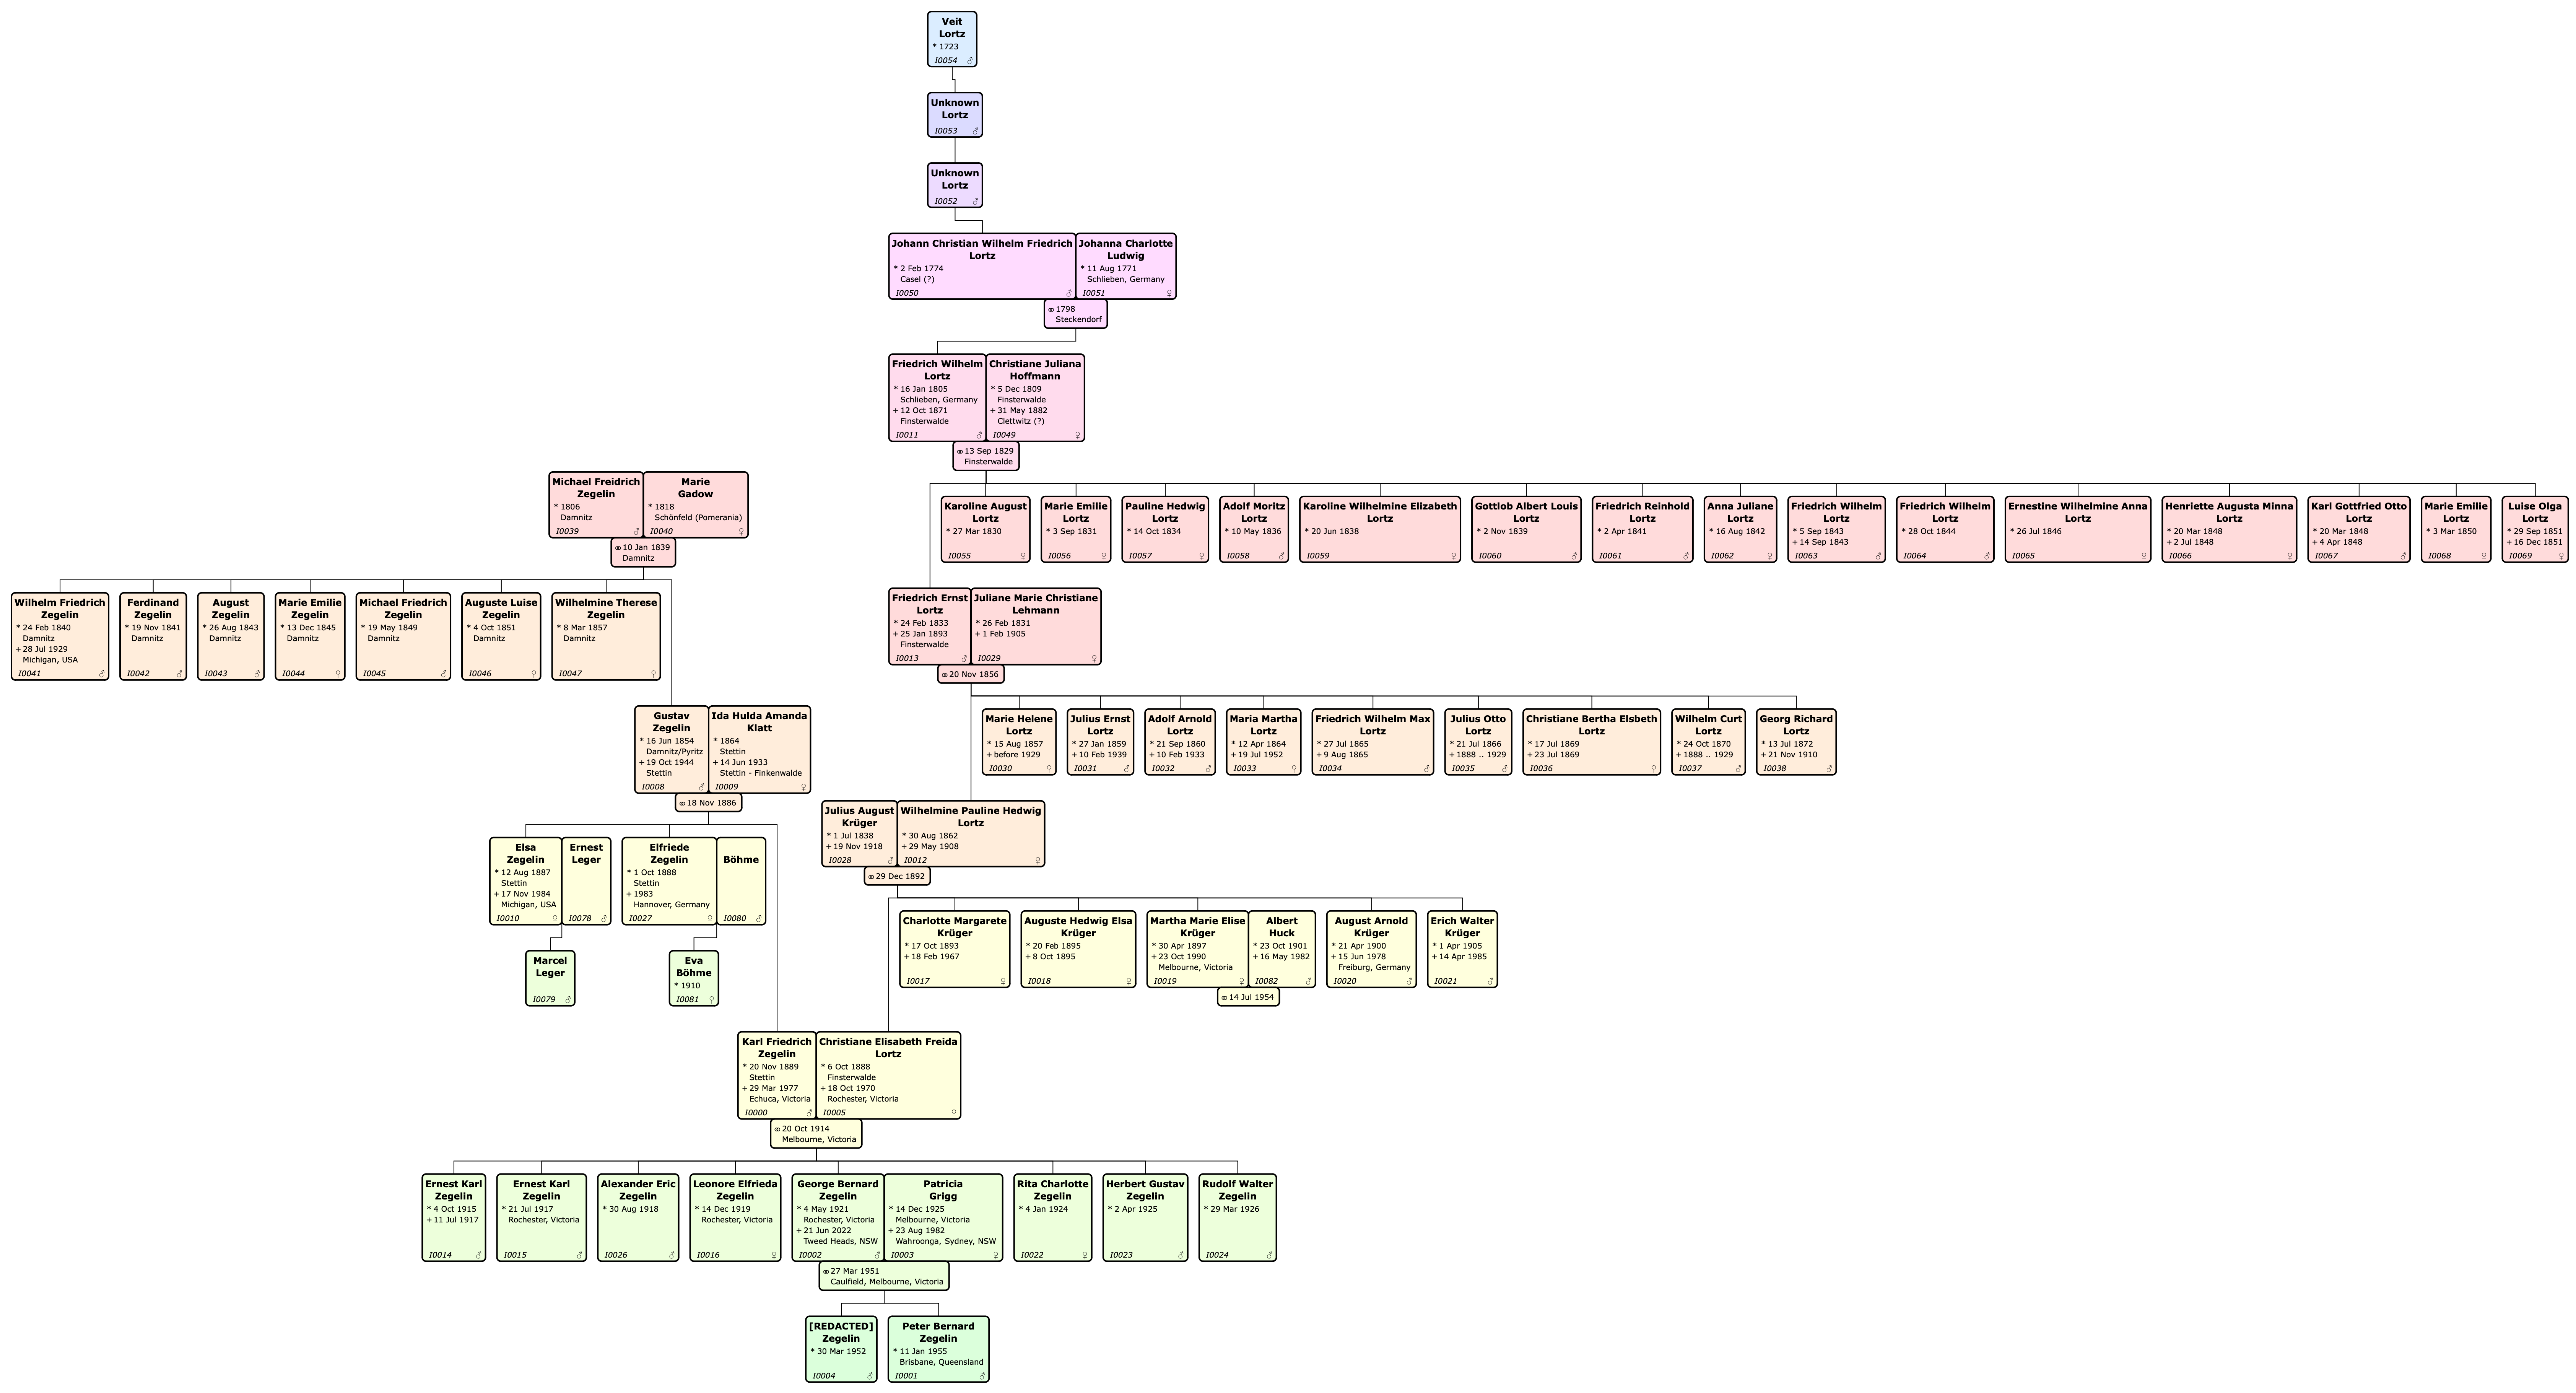 Veit
Lortz
* 1723
I0054 ♂
Unknown
Lortz
I0053 ♂
Unknown
Lortz
I0052 ♂
Johann Christian Wilhelm Friedrich
Lortz
* 2 Feb 1774
Casel (?)
I0050 ♂
Johanna Charlotte
Ludwig
* 11 Aug 1771
Schlieben, Germany
I0051 ♀
⚭ 1798
Steckendorf
Friedrich Wilhelm
Lortz
* 16 Jan 1805
Schlieben, Germany
+ 12 Oct 1871
Finsterwalde
I0011 ♂
Christiane Juliana
Hoffmann
* 5 Dec 1809
Finsterwalde
+ 31 May 1882
Clettwitz (?)
I0049 ♀
⚭ 13 Sep 1829
Finsterwalde
Michael Freidrich
Zegelin
* 1806
Damnitz
I0039 ♂
Marie
Gadow
* 1818
Schönfeld (Pomerania)
I0040 ♀
⚭ 10 Jan 1839
Damnitz
Karoline August
Lortz
* 27 Mar 1830
I0055 ♀
Marie Emilie
Lortz
* 3 Sep 1831
I0056 ♀
Pauline Hedwig
Lortz
* 14 Oct 1834
I0057 ♀
Adolf Moritz
Lortz
* 10 May 1836
I0058 ♂
Karoline Wilhelmine Elizabeth
Lortz
* 20 Jun 1838
I0059 ♀
Gottlob Albert Louis
Lortz
* 2 Nov 1839
I0060 ♂
Friedrich Reinhold
Lortz
* 2 Apr 1841
I0061 ♂
Anna Juliane
Lortz
* 16 Aug 1842
I0062 ♀
Friedrich Wilhelm
Lortz
* 5 Sep 1843
+ 14 Sep 1843
I0063 ♂
Friedrich Wilhelm
Lortz
* 28 Oct 1844
I0064 ♂
Ernestine Wilhelmine Anna
Lortz
* 26 Jul 1846
I0065 ♀
Henriette Augusta Minna
Lortz
* 20 Mar 1848
+ 2 Jul 1848
I0066 ♀
Karl Gottfried Otto
Lortz
* 20 Mar 1848
+ 4 Apr 1848
I0067 ♂
Marie Emilie
Lortz
* 3 Mar 1850
I0068 ♀
Luise Olga
Lortz
* 29 Sep 1851
+ 16 Dec 1851
I0069 ♀
Wilhelm Friedrich
Zegelin
* 24 Feb 1840
Damnitz
+ 28 Jul 1929
Michigan, USA
I0041 ♂
Ferdinand
Zegelin
* 19 Nov 1841
Damnitz
I0042 ♂
August
Zegelin
* 26 Aug 1843
Damnitz
I0043 ♂
Marie Emilie
Zegelin
* 13 Dec 1845
Damnitz
I0044 ♀
Michael Friedrich
Zegelin
* 19 May 1849
Damnitz
I0045 ♂
Auguste Luise
Zegelin
* 4 Oct 1851
Damnitz
I0046 ♀
Wilhelmine Therese
Zegelin
* 8 Mar 1857
Damnitz
I0047 ♀
Friedrich Ernst
Lortz
* 24 Feb 1833
+ 25 Jan 1893
Finsterwalde
I0013 ♂
Juliane Marie Christiane
Lehmann
* 26 Feb 1831
+ 1 Feb 1905
I0029 ♀
⚭ 20 Nov 1856
Gustav
Zegelin
* 16 Jun 1854
Damnitz/Pyritz
+ 19 Oct 1944
Stettin
I0008 ♂
Ida Hulda Amanda
Klatt
* 1864
Stettin
+ 14 Jun 1933
Stettin - Finkenwalde
I0009 ♀
⚭ 18 Nov 1886
Marie Helene
Lortz
* 15 Aug 1857
+ before 1929
I0030 ♀
Julius Ernst
Lortz
* 27 Jan 1859
+ 10 Feb 1939
I0031 ♂
Adolf Arnold
Lortz
* 21 Sep 1860
+ 10 Feb 1933
I0032 ♂
Maria Martha
Lortz
* 12 Apr 1864
+ 19 Jul 1952
I0033 ♀
Friedrich Wilhelm Max
Lortz
* 27 Jul 1865
+ 9 Aug 1865
I0034 ♂
Julius Otto
Lortz
* 21 Jul 1866
+ 1888 .. 1929
I0035 ♂
Christiane Bertha Elsbeth
Lortz
* 17 Jul 1869
+ 23 Jul 1869
I0036 ♀
Wilhelm Curt
Lortz
* 24 Oct 1870
+ 1888 .. 1929
I0037 ♂
Georg Richard
Lortz
* 13 Jul 1872
+ 21 Nov 1910
I0038 ♂
Julius August
Krüger
* 1 Jul 1838
+ 19 Nov 1918
I0028 ♂
Wilhelmine Pauline Hedwig
Lortz
* 30 Aug 1862
+ 29 May 1908
I0012 ♀
⚭ 29 Dec 1892
Elsa
Zegelin
* 12 Aug 1887
Stettin
+ 17 Nov 1984
Michigan, USA
I0010 ♀
Ernest
Leger
I0078 ♂
Elfriede
Zegelin
* 1 Oct 1888
Stettin
+ 1983
Hannover, Germany
I0027 ♀
Böhme
I0080 ♂
Marcel
Leger
I0079 ♂
Eva
Böhme
* 1910
I0081 ♀
Charlotte Margarete
Krüger
* 17 Oct 1893
+ 18 Feb 1967
I0017 ♀
Auguste Hedwig Elsa
Krüger
* 20 Feb 1895
+ 8 Oct 1895
I0018 ♀
Martha Marie Elise
Krüger
* 30 Apr 1897
+ 23 Oct 1990
Melbourne, Victoria
I0019 ♀
Albert
Huck
* 23 Oct 1901
+ 16 May 1982
I0082 ♂
⚭ 14 Jul 1954
August Arnold
Krüger
* 21 Apr 1900
+ 15 Jun 1978
Freiburg, Germany
I0020 ♂
Erich Walter
Krüger
* 1 Apr 1905
+ 14 Apr 1985
I0021 ♂
Karl Friedrich
Zegelin
* 20 Nov 1889
Stettin
+ 29 Mar 1977
Echuca, Victoria
I0000 ♂
Christiane Elisabeth Freida
Lortz
* 6 Oct 1888
Finsterwalde
+ 18 Oct 1970
Rochester, Victoria
I0005 ♀
⚭ 20 Oct 1914
Melbourne, Victoria
Ernest Karl
Zegelin
* 4 Oct 1915
+ 11 Jul 1917
I0014 ♂
Ernest Karl
Zegelin
* 21 Jul 1917
Rochester, Victoria
I0015 ♂
Alexander Eric
Zegelin
* 30 Aug 1918
I0026 ♂
Leonore Elfrieda
Zegelin
* 14 Dec 1919
Rochester, Victoria
I0016 ♀
George Bernard
Zegelin
* 4 May 1921
Rochester, Victoria
+ 21 Jun 2022
Tweed Heads, NSW
I0002 ♂
Patricia
Grigg
* 14 Dec 1925
Melbourne, Victoria
+ 23 Aug 1982
Wahroonga, Sydney, NSW
I0003 ♀
⚭ 27 Mar 1951
Caulfield, Melbourne, Victoria
Rita Charlotte
Zegelin
* 4 Jan 1924
I0022 ♀
Herbert Gustav
Zegelin
* 2 Apr 1925
I0023 ♂
Rudolf Walter
Zegelin
* 29 Mar 1926
I0024 ♂
[REDACTED]
Zegelin
* 30 Mar 1952
I0004 ♂
Peter Bernard
Zegelin
* 11 Jan 1955
Brisbane, Queensland
I0001 ♂